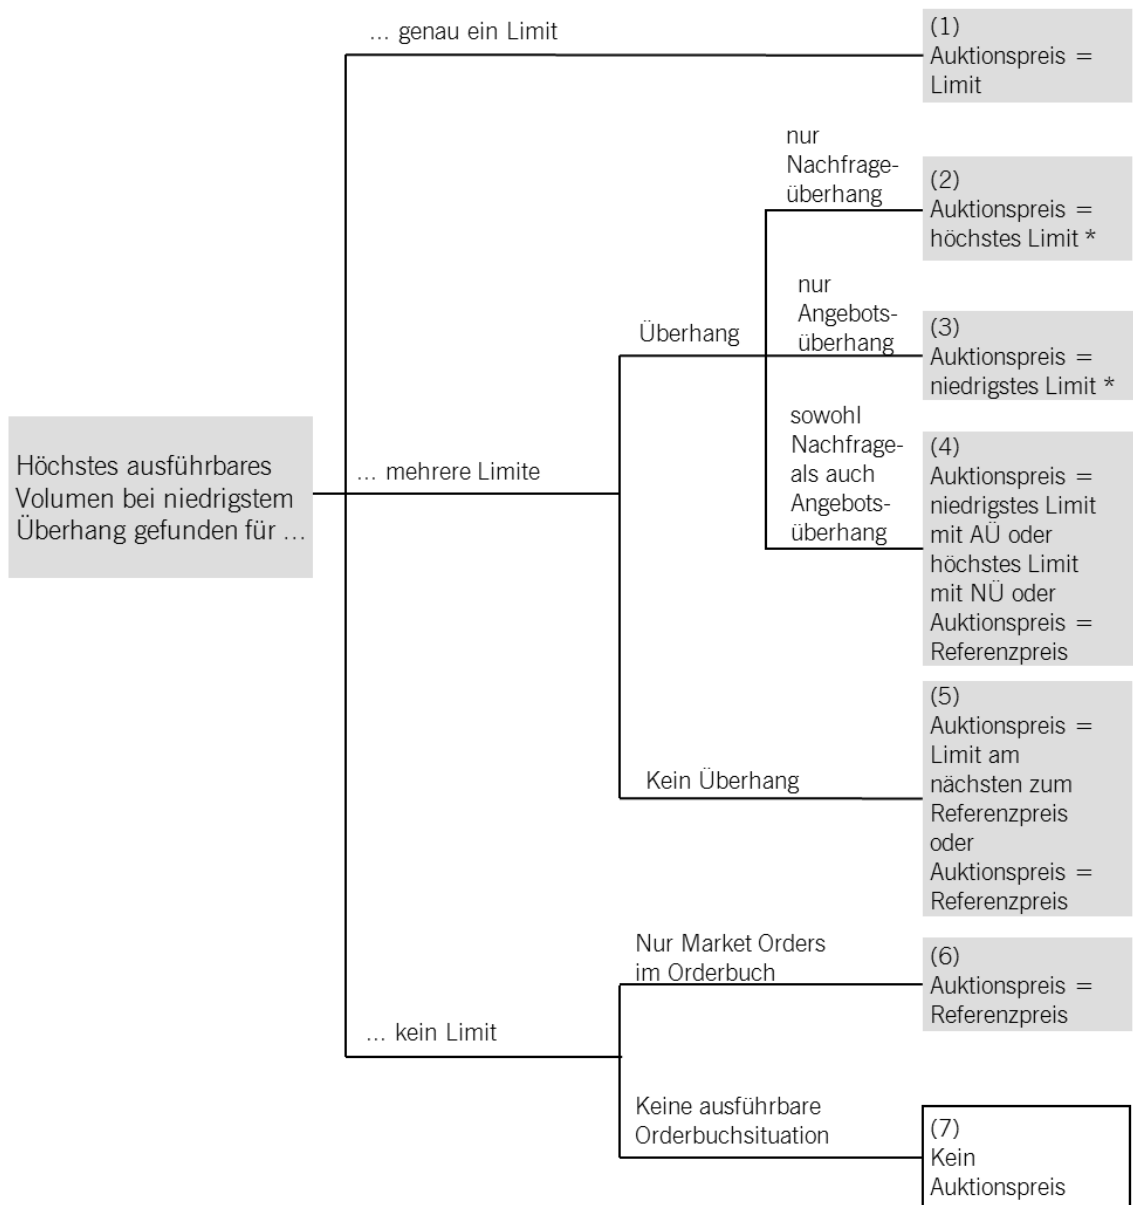 ... genau ein Limit
(1)
Auktionspreis =
Limit
nur
Nachfrage-
überhang
(2)
Auktionspreis =
höchstes Limit *
Überhang
nur
Angebots-
überhang
(3)
Auktionspreis =
niedrigstes Limit *
Höchstes ausführbares
Volumen bei niedrigstem
Überhang gefunden für ...
... mehrere Limite
sowohl
Nachfrage-
als auch
Angebots-
überhang
(4)
Auktionspreis =
niedrigstes Limit
mit AÜ oder
höchstes Limit
mit NÜ oder
Auktionspreis =
Referenzpreis
Kein Überhang
(5)
Auktionspreis =
Limit am
nächsten zum
Referenzpreis
oder
Auktionspreis =
Referenzpreis
... kein Limit
Nur Market Orders
im Orderbuch
(6)
Auktionspreis =
Referenzpreis
Keine ausführbare
Orderbuchsituation
(7)
Kein
Auktionspreis